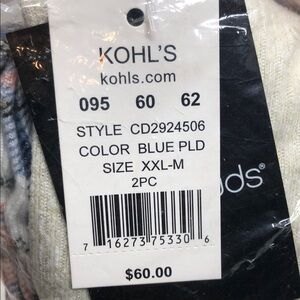 KOHL'S
kohls.com
095 60 62
STYLE CD2924506
COLOR BLUE PLD
SIZE XXL-M
2PC
7 16273 75330 6
$60.00